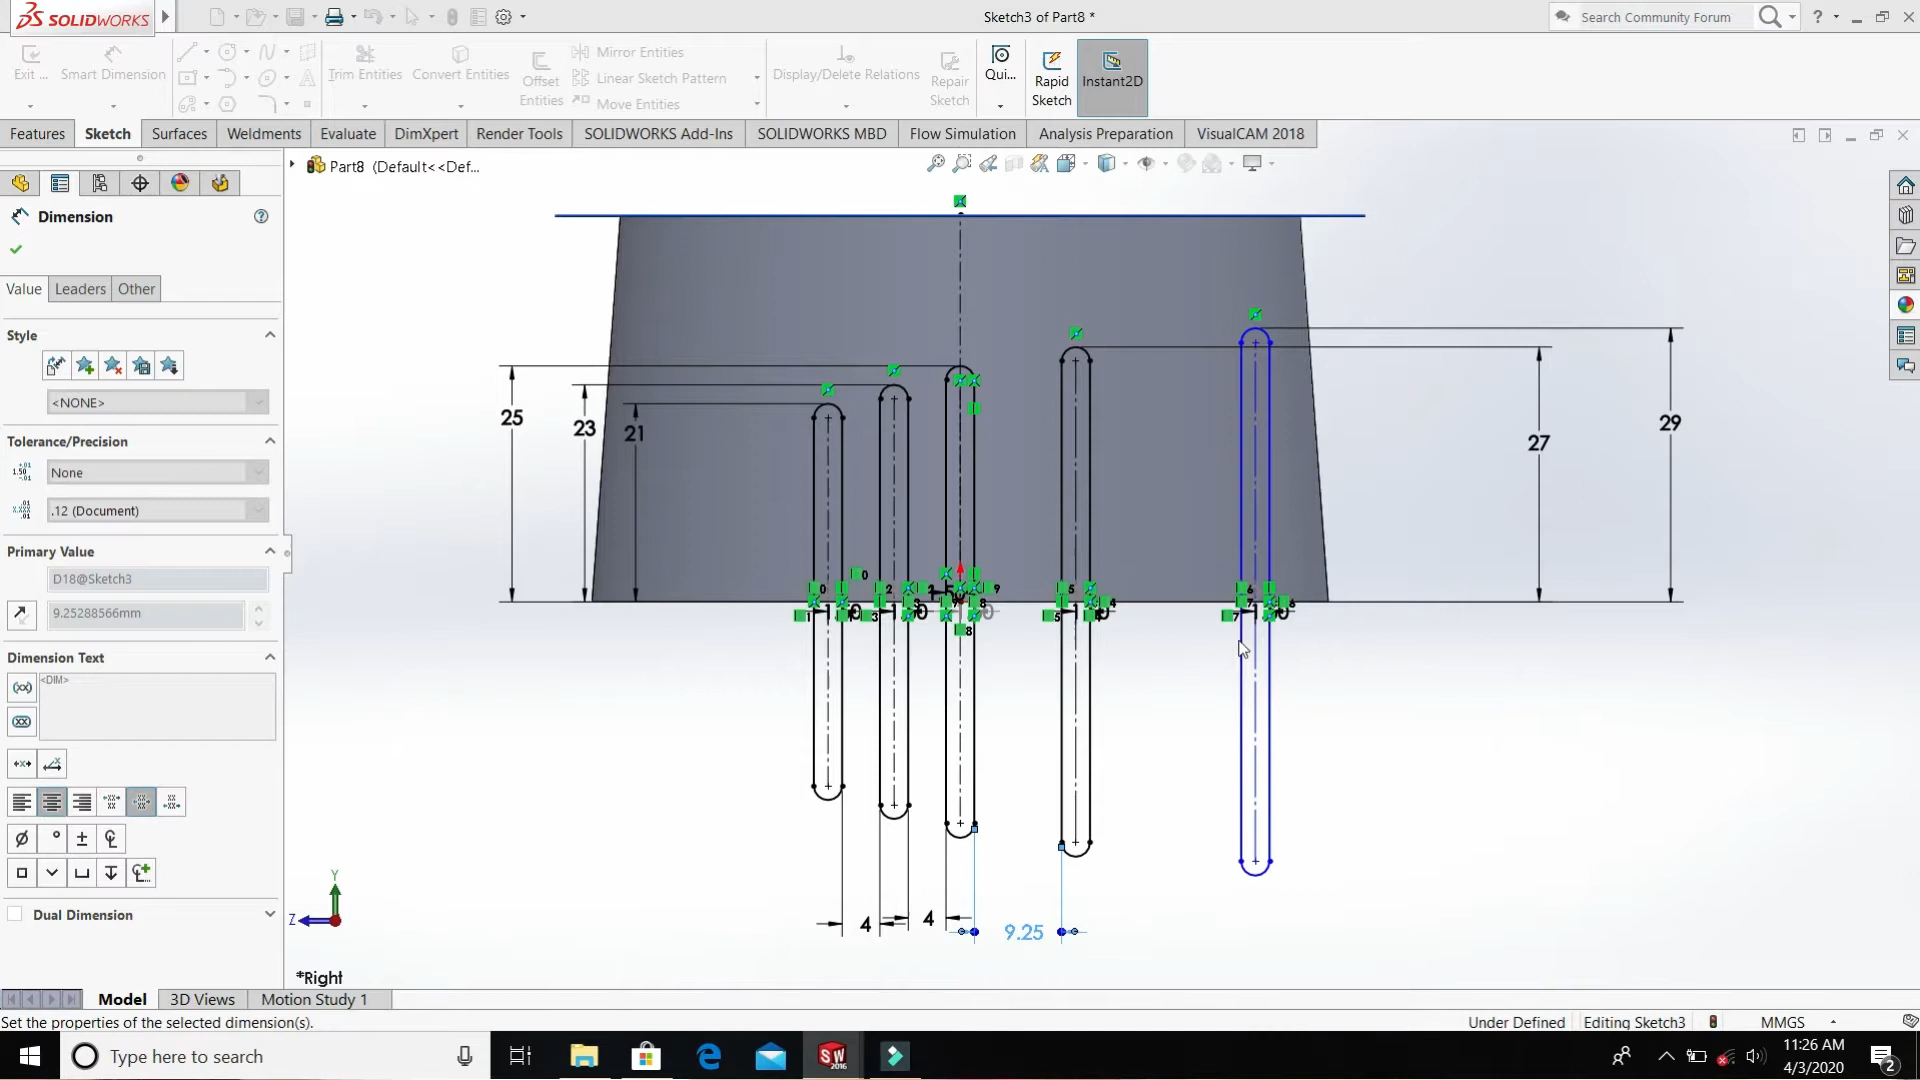 SOLIDWORKS
Sketch3 of Part8 *
Search Community Forum
?
Exit ...
Smart Dimension
Trim Entities
Convert Entities
Offset Entities
Mirror Entities
Linear Sketch Pattern
Move Entities
Display/Delete Relations
Repair Sketch
Qui...
Rapid Sketch
Instant2D
Features
Sketch
Surfaces
Weldments
Evaluate
DimXpert
Render Tools
SOLIDWORKS Add-Ins
SOLIDWORKS MBD
Flow Simulation
Analysis Preparation
VisualCAM 2018
Part8 (Default<<Def...
Dimension
Value
Leaders
Other
Style
<NONE>
Tolerance/Precision
None
.12 (Document)
Primary Value
D18@Sketch3
9.25288566mm
Dimension Text
<DIM>
Dual Dimension
25
23
21
27
29
4
4
9.25
Y
Z
*Right
Model
3D Views
Motion Study 1
Set the properties of the selected dimension(s).
Under Defined
Editing Sketch3
MMGS
Type here to search
SW
2016
11:26 AM
4/3/2020
2